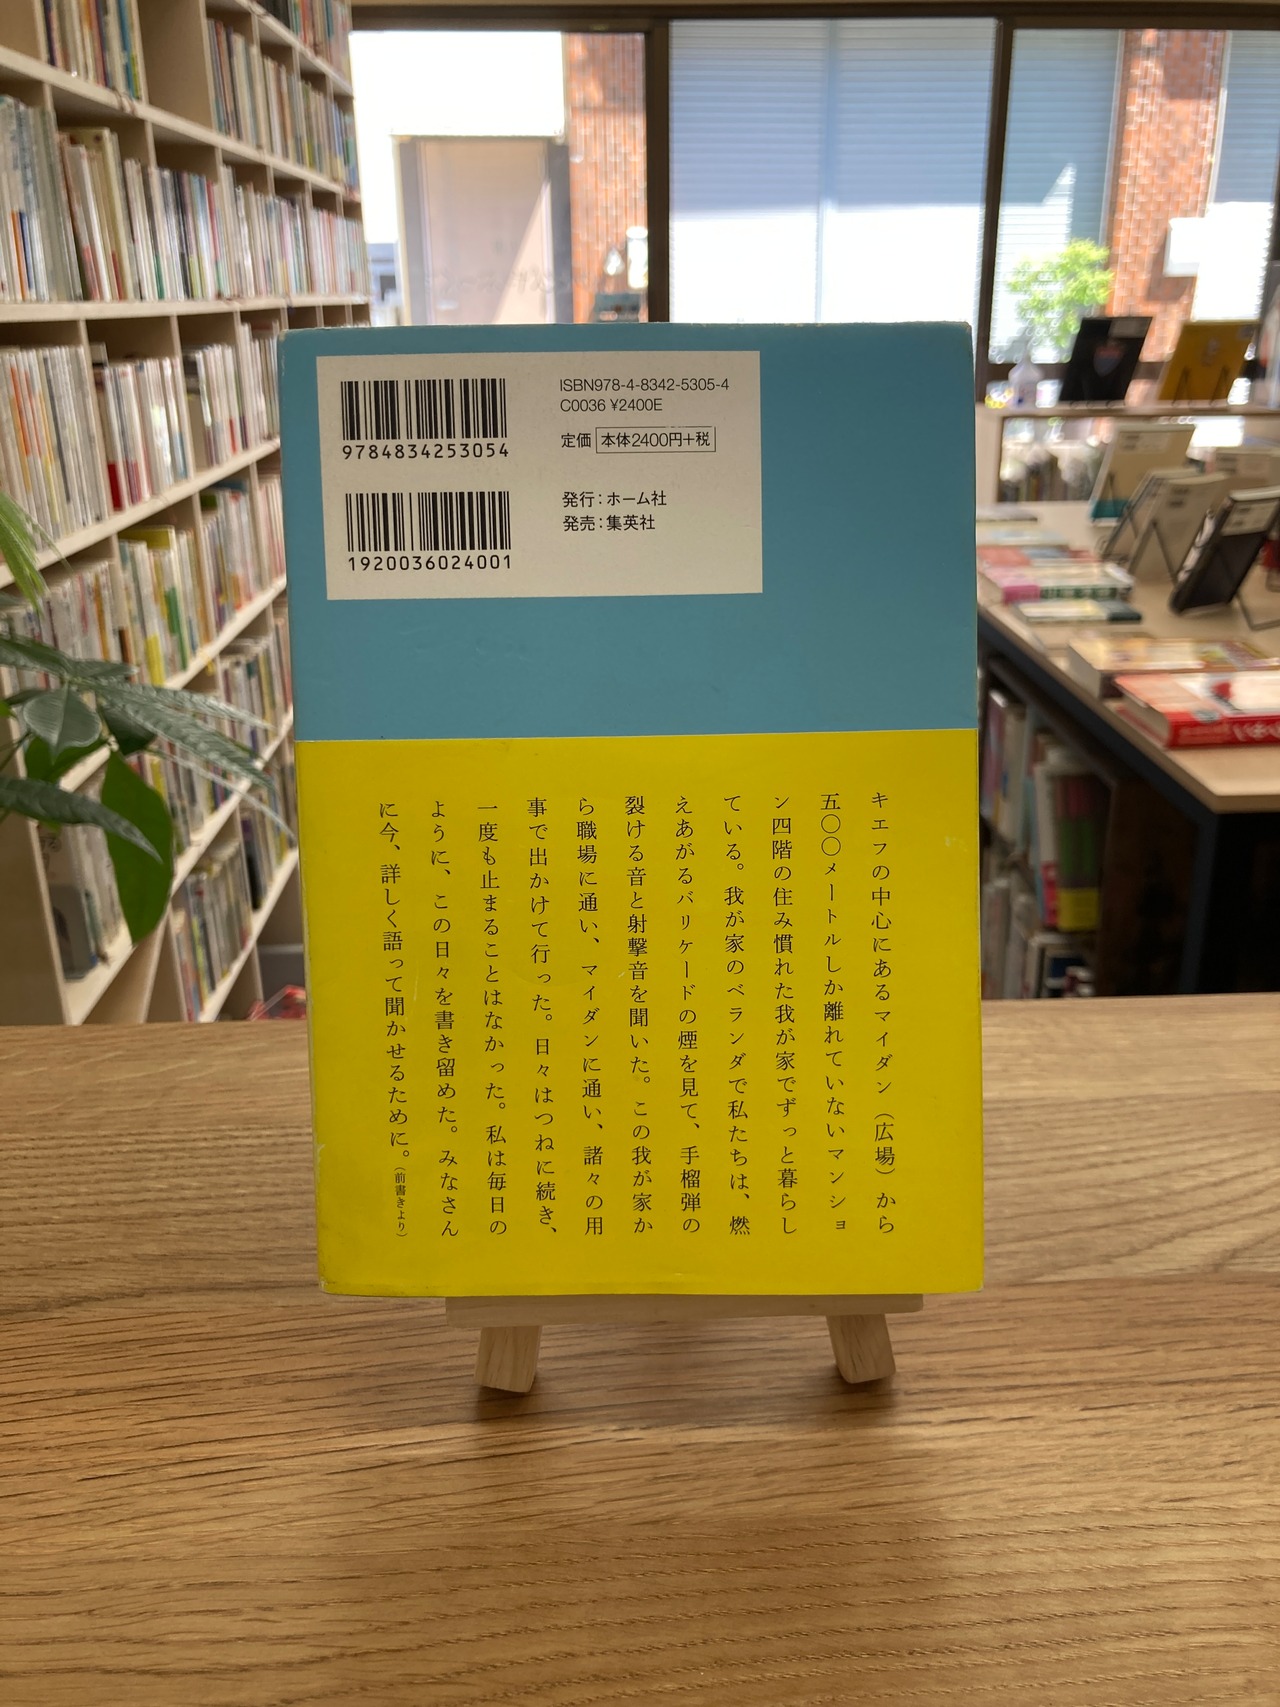 9784834253054
1920036024001
ISBN978-4-8342-5305-4
C0036 ¥2400E
定価 本体2400円+税
発行：ホーム社
発売：集英社
キエフの中心にあるマイダン（広場）から
五〇〇メートルしか離れていないマンショ
ン四階の住み慣れた我が家でずっと暮らし
ている。我が家のベランダで私たちは、燃
えあがるバリケードの煙を見て、手榴弾の
裂ける音と射撃音を聞いた。この我が家か
ら職場に通い、マイダンに通い、諸々の用
事で出かけて行った。日々はつねに続き、
一度も止まることはなかった。私は毎日の
ように、この日々を書き留めた。みなさん
に今、詳しく語って聞かせるために。（前書きより）